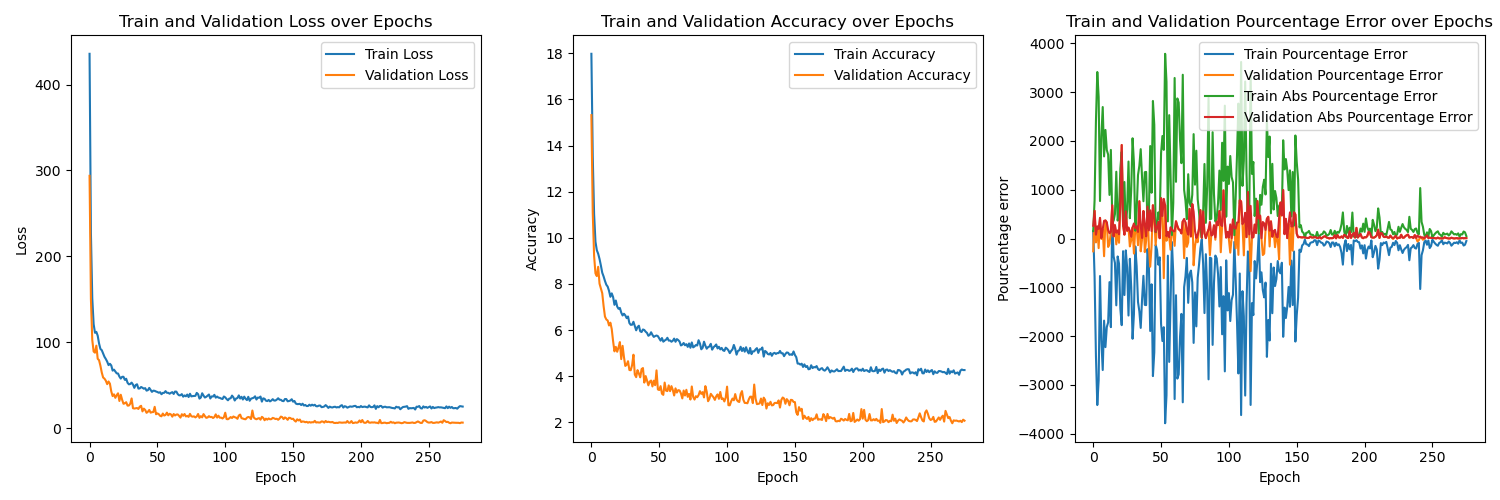 Train and Validation Loss over Epochs
Train Loss
Validation Loss
Loss
400
300
200
100
0
0 50 100 150 200 250
Epoch
Train and Validation Accuracy over Epochs
Train Accuracy
Validation Accuracy
Accuracy
18
16
14
12
10
8
6
4
2
0 50 100 150 200 250
Epoch
Train and Validation Pourcentage Error over Epochs
Train Pourcentage Error
Validation Pourcentage Error
Train Abs Pourcentage Error
Validation Abs Pourcentage Error
Pourcentage error
4000
3000
2000
1000
0
−1000
−2000
−3000
−4000
0 50 100 150 200 250
Epoch